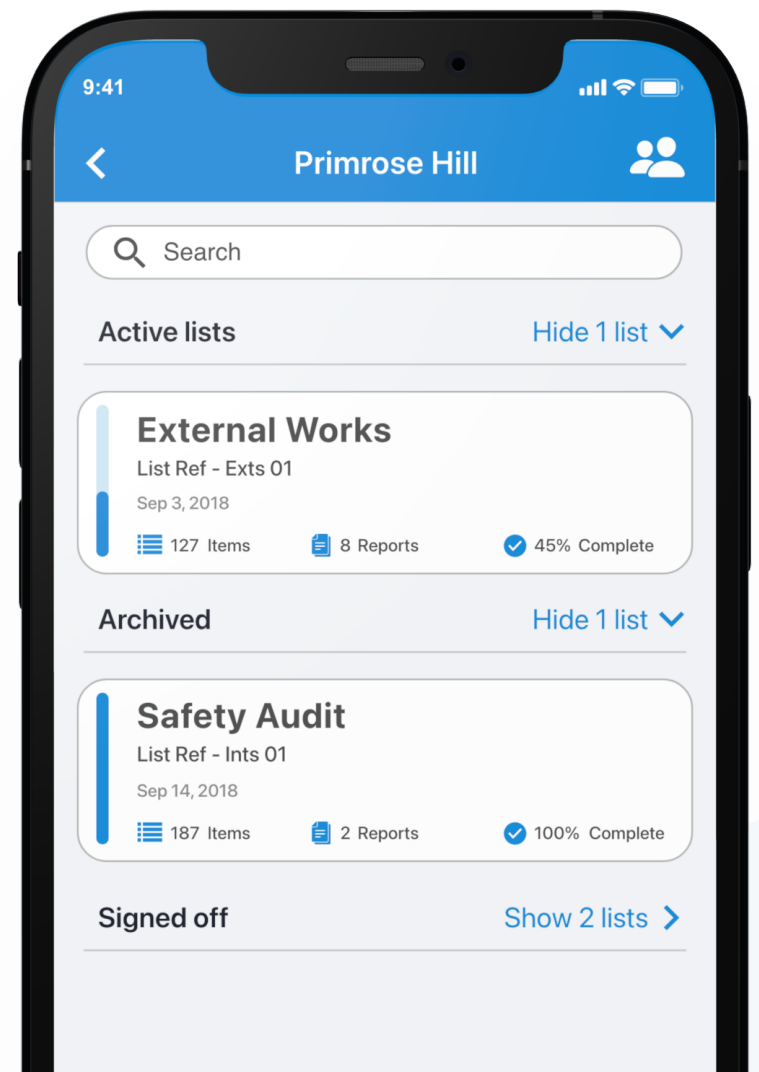 9:41
Primrose Hill
Search
Active lists Hide 1 list
External Works
List Ref - Exts 01
Sep 3, 2018
127 Items 8 Reports 45% Complete
Archived Hide 1 list
Safety Audit
List Ref - Ints 01
Sep 14, 2018
187 Items 2 Reports 100% Complete
Signed off Show 2 lists